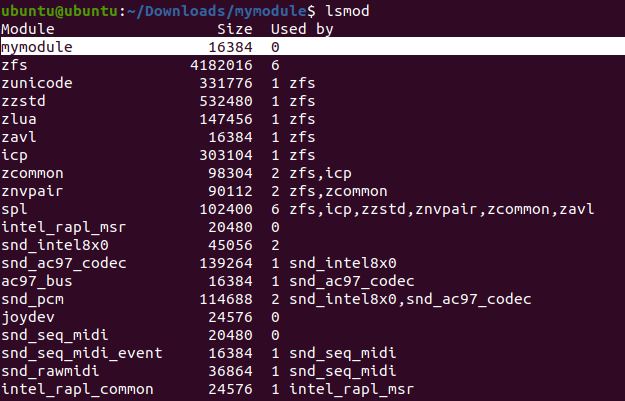 ubuntu@ubuntu:~/Downloads/mymodule$ lsmod
Module                  Size  Used by
mymodule               16384  0
zfs                  4182016  6
zunicode              331776  1 zfs
zzstd                 532480  1 zfs
zlua                  147456  1 zfs
zavl                   16384  1 zfs
icp                   303104  1 zfs
zcommon                98304  2 zfs,icp
znvpair                90112  2 zfs,zcommon
spl                   102400  6 zfs,icp,zzstd,znvpair,zcommon,zavl
intel_rapl_msr         20480  0
snd_intel8x0           45056  2
snd_ac97_codec        139264  1 snd_intel8x0
ac97_bus               16384  1 snd_ac97_codec
snd_pcm               114688  2 snd_intel8x0,snd_ac97_codec
joydev                 24576  0
snd_seq_midi           20480  0
snd_seq_midi_event     16384  1 snd_seq_midi
snd_rawmidi            36864  1 snd_seq_midi
intel_rapl_common      24576  1 intel_rapl_msr